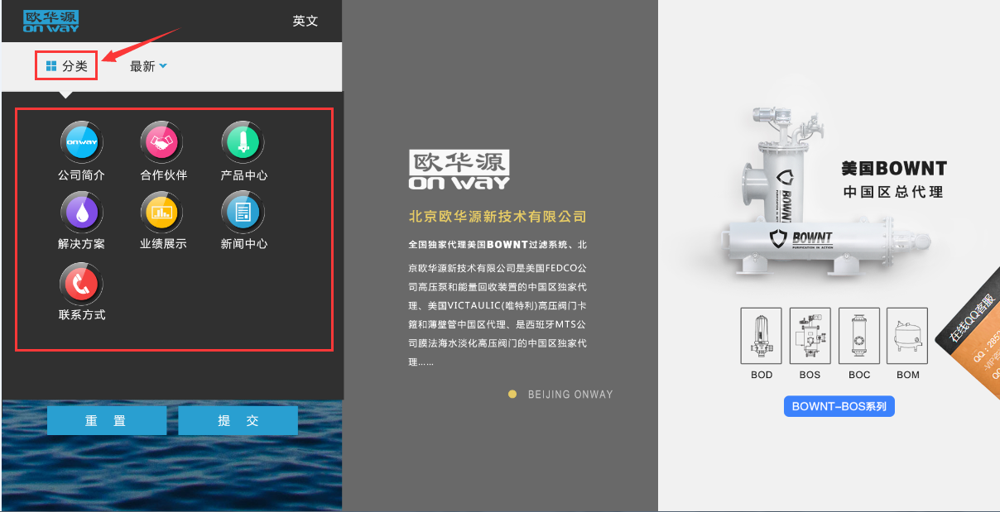 欧华源
on way
英文
分类
最新
onway
公司简介
合作伙伴
产品中心
解决方案
业绩展示
新闻中心
联系方式
重 置
提 交
欧华源
on way
北京欧华源新技术有限公司
全国独家代理美国BOWNT过滤系统、北
京欧华源新技术有限公司是美国FEDCO公
司高压泵和能量回收装置的中国区独家代
理、美国VICTAULIC(唯特利)高压阀门卡
箍和薄壁管中国区代理、是西班牙MTS公
司膜法海水淡化高压阀门的中国区独家代
理......
BEIJING ONWAY
美国BOWNT
中国区总代理
BOWNT
BOWNT
PURIFICATION IN ACTION
BOD
BOS
BOC
BOM
BOWNT-BOS系列
在线QQ客服
QQ：2852